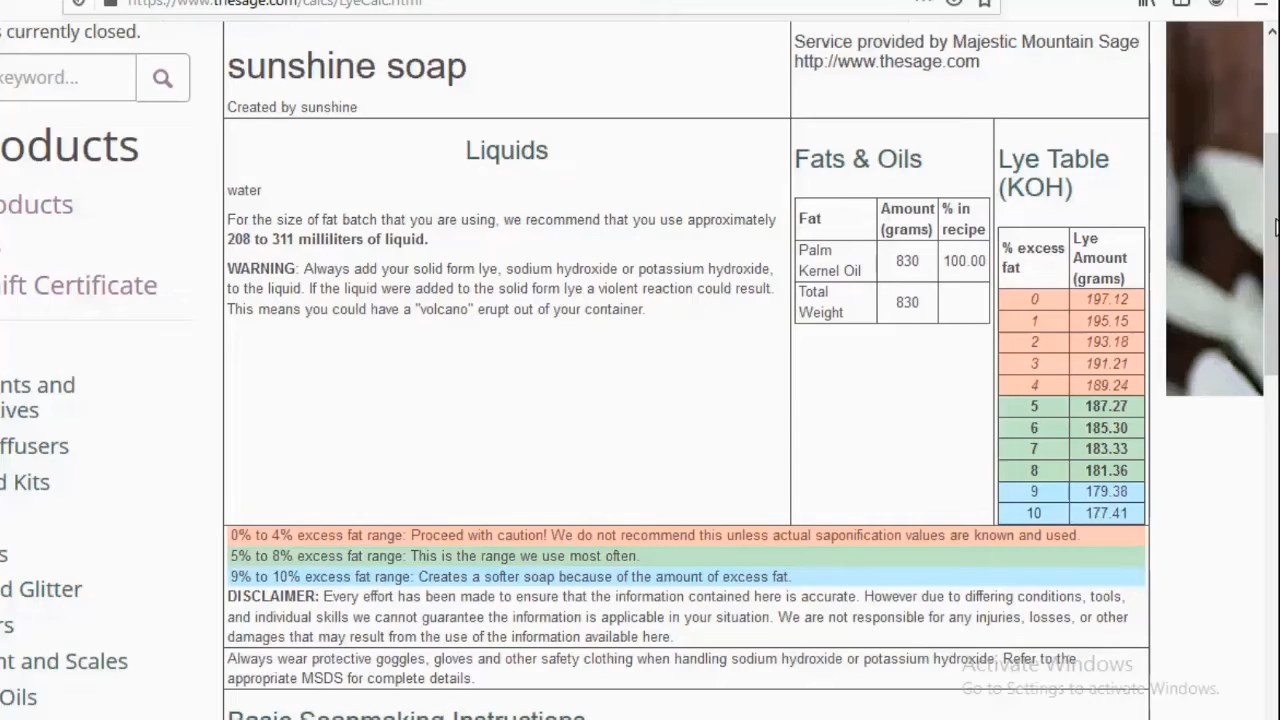 https://www.thesage.com/calcs/LyeCalc.html
s currently closed.
keyword...
oducts
oducts
ift Certificate
nts and
ives
ffusers
d Kits
s
d Glitter
rs
nt and Scales
Oils
sunshine soap
Created by sunshine
Service provided by Majestic Mountain Sage
http://www.thesage.com
Liquids
water
For the size of fat batch that you are using, we recommend that you use approximately
208 to 311 milliliters of liquid.
WARNING: Always add your solid form lye, sodium hydroxide or potassium hydroxide,
to the liquid. If the liquid were added to the solid form lye a violent reaction could result.
This means you could have a "volcano" erupt out of your container.
Fats & Oils
Fat Amount (grams) % in recipe
Palm Kernel Oil 830 100.00
Total Weight 830
Lye Table
(KOH)
% excess fat Lye Amount (grams)
0 197.12
1 195.15
2 193.18
3 191.21
4 189.24
5 187.27
6 185.30
7 183.33
8 181.36
9 179.38
10 177.41
0% to 4% excess fat range: Proceed with caution! We do not recommend this unless actual saponification values are known and used.
5% to 8% excess fat range: This is the range we use most often.
9% to 10% excess fat range: Creates a softer soap because of the amount of excess fat.
DISCLAIMER: Every effort has been made to ensure that the information contained here is accurate. However due to differing conditions, tools,
and individual skills we cannot guarantee the information is applicable in your situation. We are not responsible for any injuries, losses, or other
damages that may result from the use of the information available here.
Always wear protective goggles, gloves and other safety clothing when handling sodium hydroxide or potassium hydroxide. Refer to the
appropriate MSDS for complete details.
Basic Soapmaking Instructions
Activate Windows
Go to Settings to activate Windows.